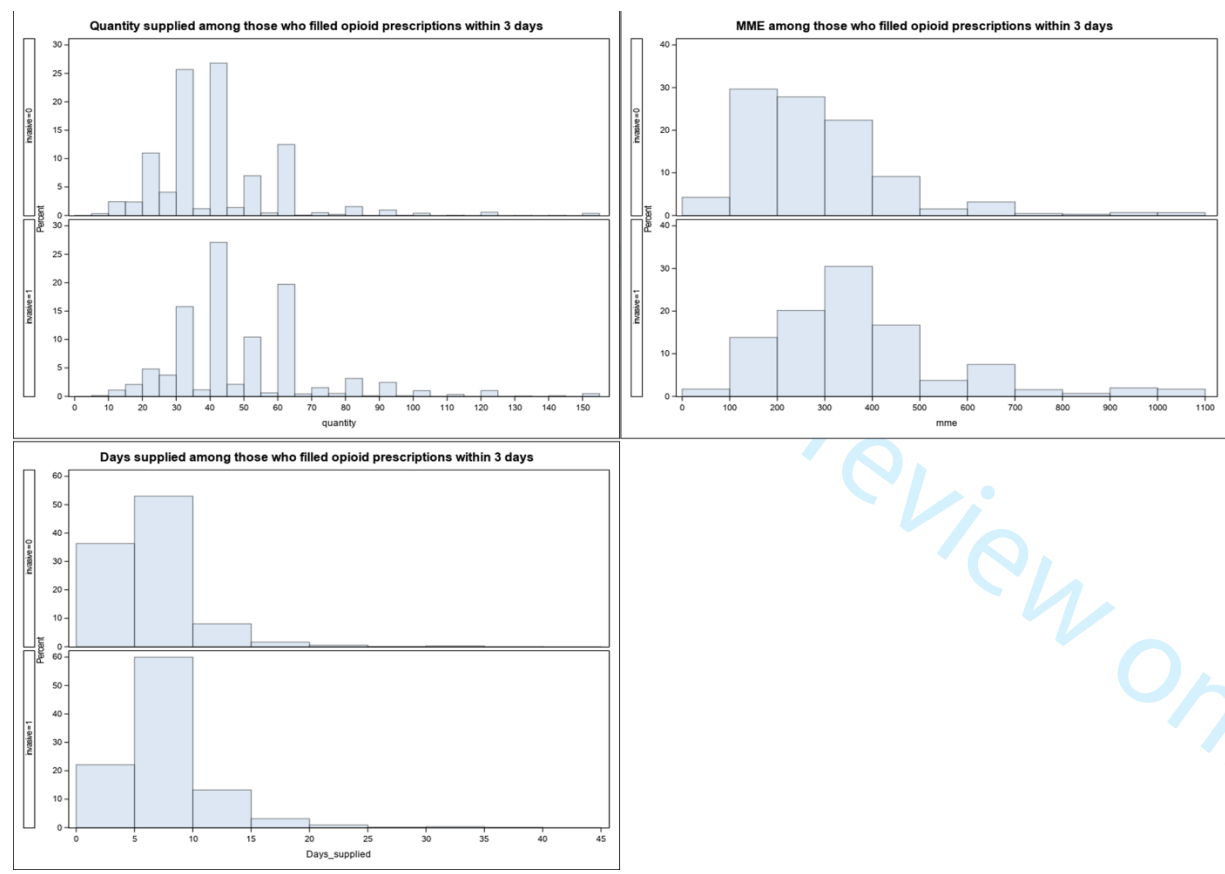 Quantity supplied among those who filled opioid prescriptions within 3 days
Percent
invasive=0
30
25
20
15
10
5
0
invasive=1
30
25
20
15
10
5
0
0 10 20 30 40 50 60 70 80 90 100 110 120 130 140 150
quantity
MME among those who filled opioid prescriptions within 3 days
Percent
invasive=0
40
30
20
10
0
invasive=1
40
30
20
10
0
0 100 200 300 400 500 600 700 800 900 1000 1100
mme
Days supplied among those who filled opioid prescriptions within 3 days
Percent
invasive=0
60
50
40
30
20
10
0
invasive=1
60
50
40
30
20
10
0
0 5 10 15 20 25 30 35 40 45
Days_supplied
review on